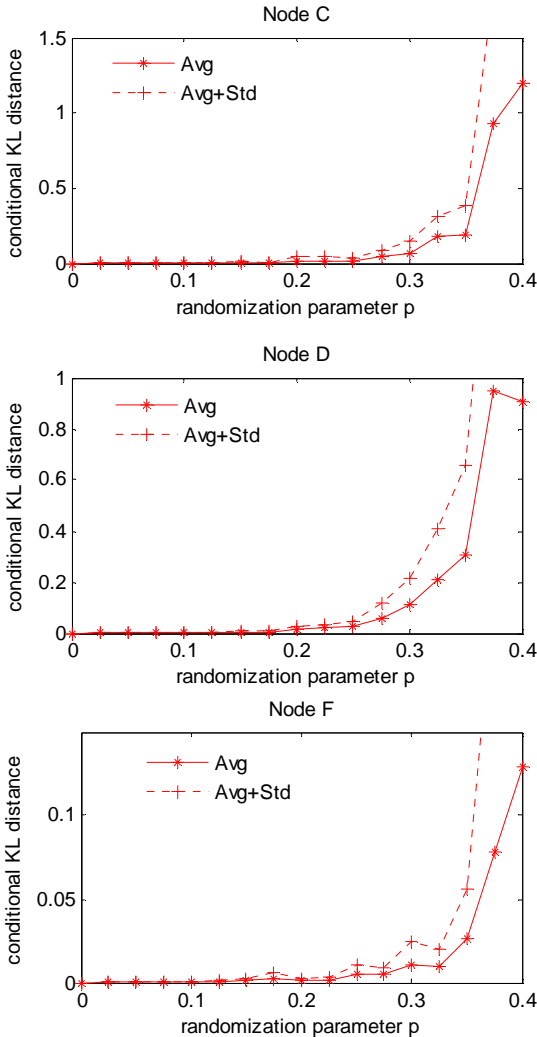 Node C
1.5
1
0.5
0
conditional KL distance
Avg
Avg+Std
0 0.1 0.2 0.3 0.4
randomization parameter p
Node D
1
0.8
0.6
0.4
0.2
0
conditional KL distance
Avg
Avg+Std
0 0.1 0.2 0.3 0.4
randomization parameter p
Node F
0.1
0.05
0
conditional KL distance
Avg
Avg+Std
0 0.1 0.2 0.3 0.4
randomization parameter p